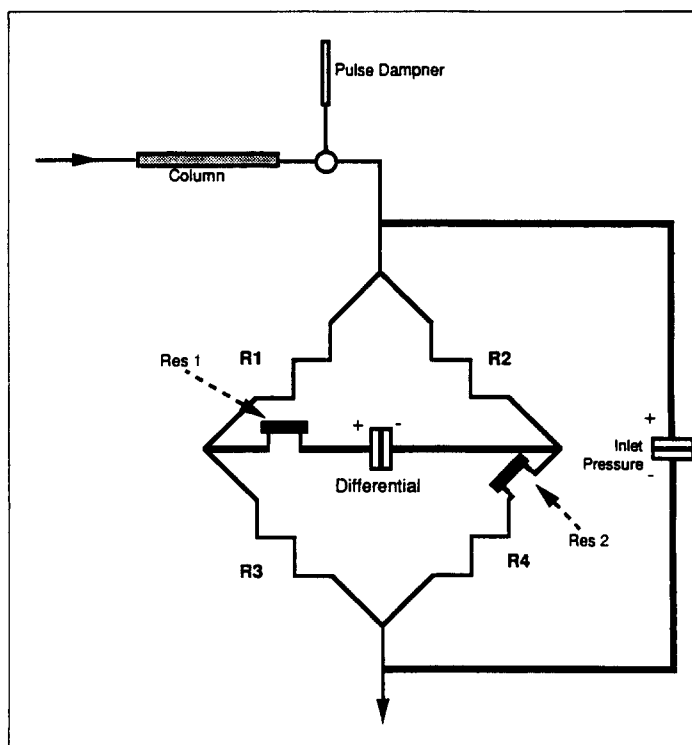 Pulse Dampner
Column
R1
R2
Res 1
+
-
+
Inlet
Pressure
-
Differential
Res 2
R3
R4